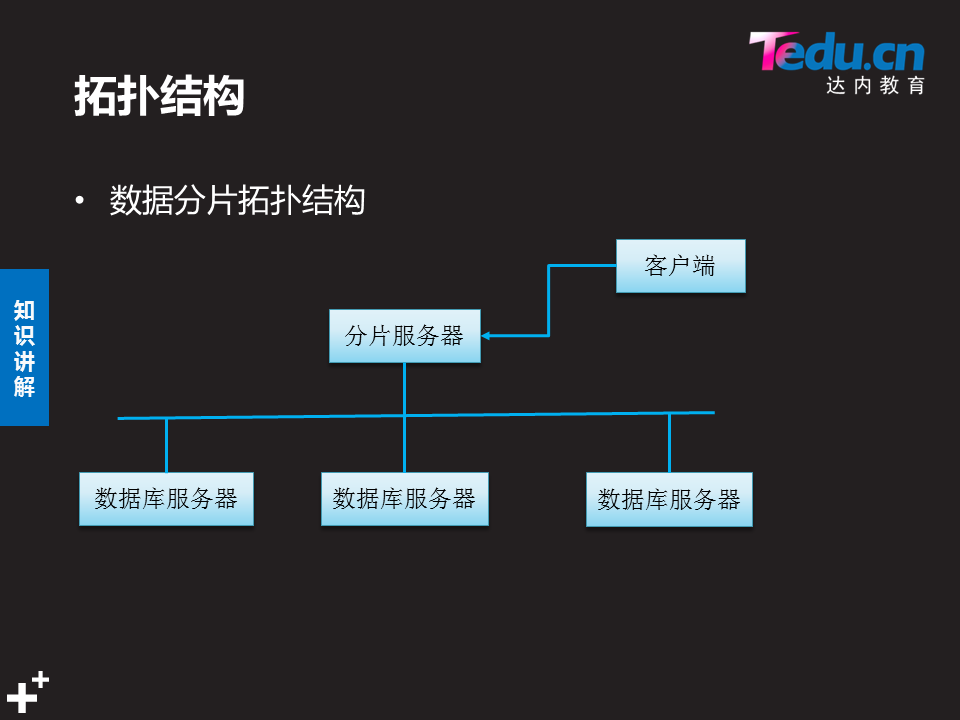 Tedu.cn
达内教育
拓扑结构
• 数据分片拓扑结构
客户端
分片服务器
知
识
讲
解
数据库服务器
数据库服务器
数据库服务器